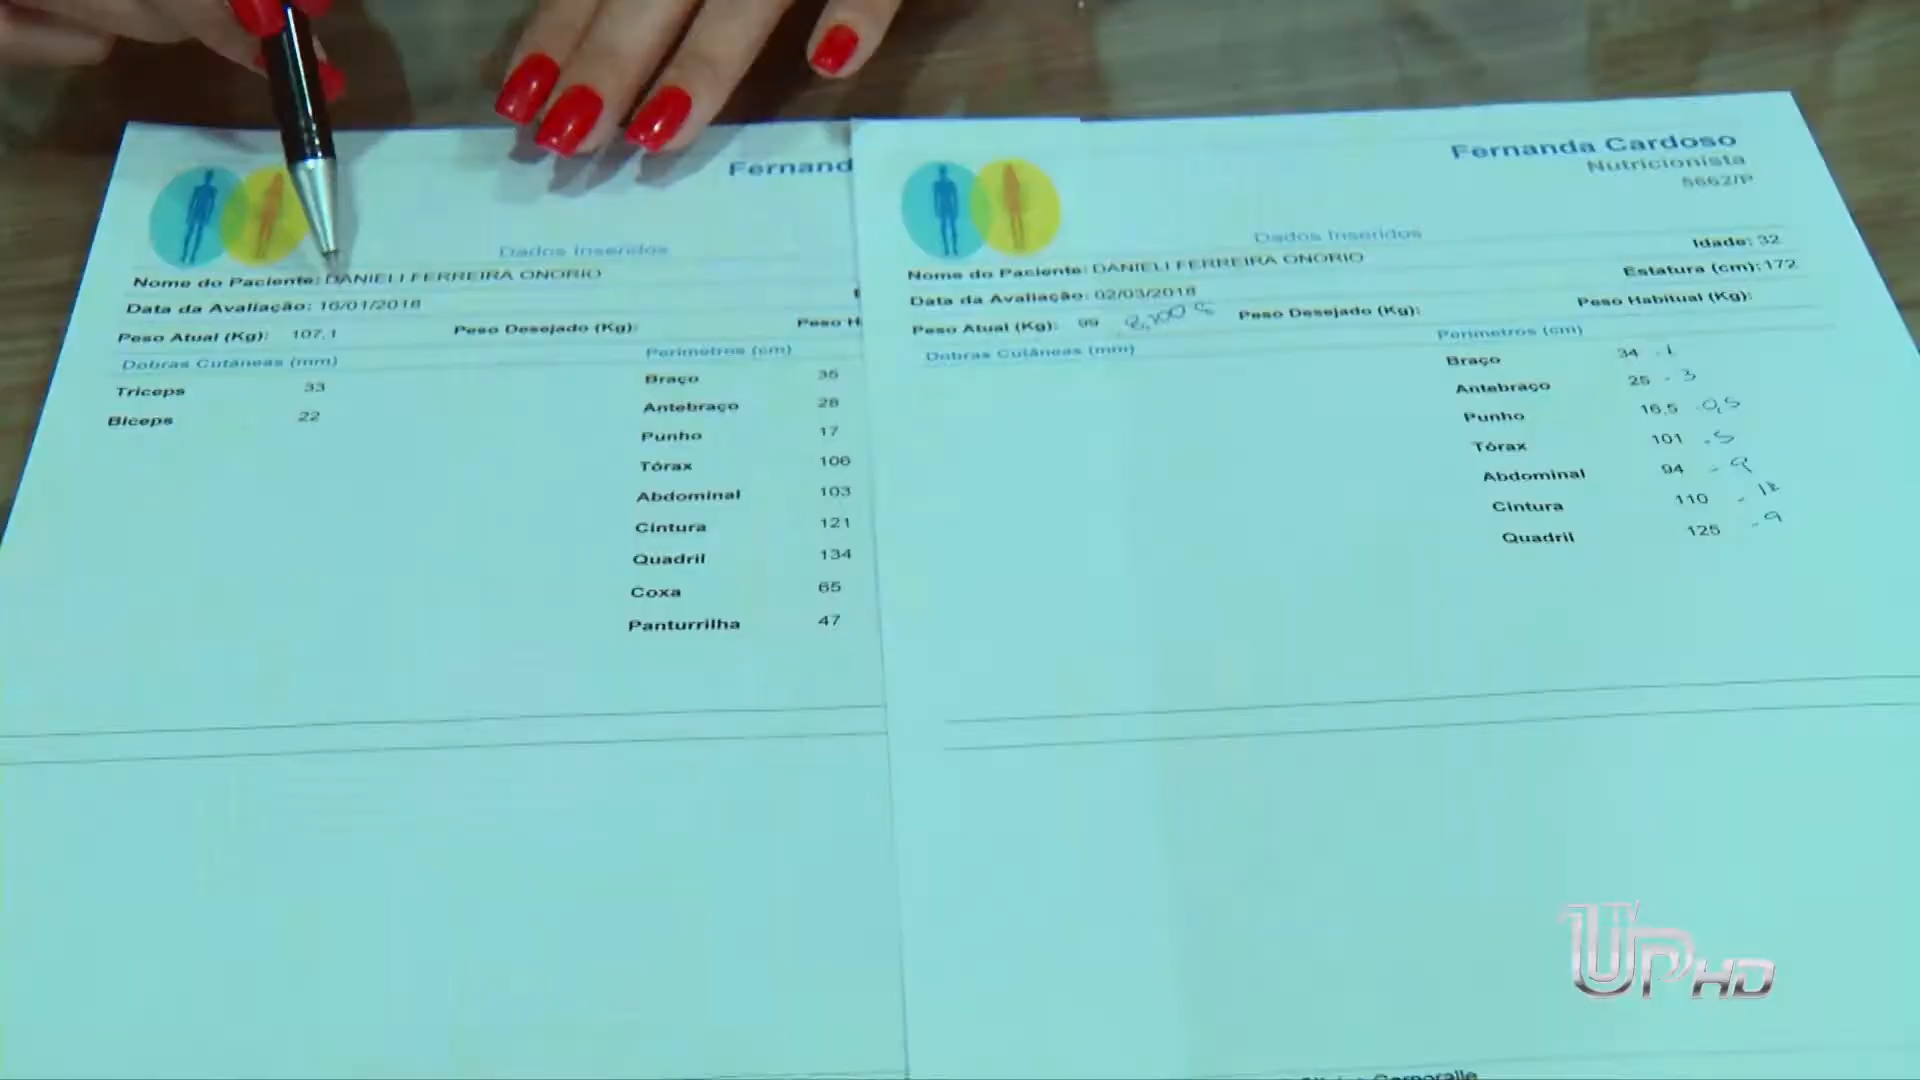 Fernand
Dados Inseridos
Nome do Paciente: DANIELI FERREIRA ONORIO
Data da Avaliação: 16/01/2018
Peso Atual (Kg): 107,1 Peso Desejado (Kg): Peso H
Dobras Cutâneas (mm) Perímetros (cm)
Triceps 33
Biceps 22
Braço 35
Antebraço 28
Punho 17
Tórax 106
Abdominal 103
Cintura 121
Quadril 134
Coxa 65
Panturrilha 47
Fernanda Cardoso
Nutricionista
5662/P
Dados Inseridos
Idade: 32
Nome do Paciente: DANIELI FERREIRA ONORIO
Estatura (cm): 172
Data da Avaliação: 02/03/2018
Peso Habitual (Kg):
Peso Atual (Kg): 99 Peso Desejado (Kg):
Dobras Cutâneas (mm) Perímetros (cm)
Braço 34 -1
Antebraço 25 - 3
Punho 16,5 -0,5
Tórax 101 -5
Abdominal 94 - 9
Cintura 110
Quadril 125 - 9
UP HD